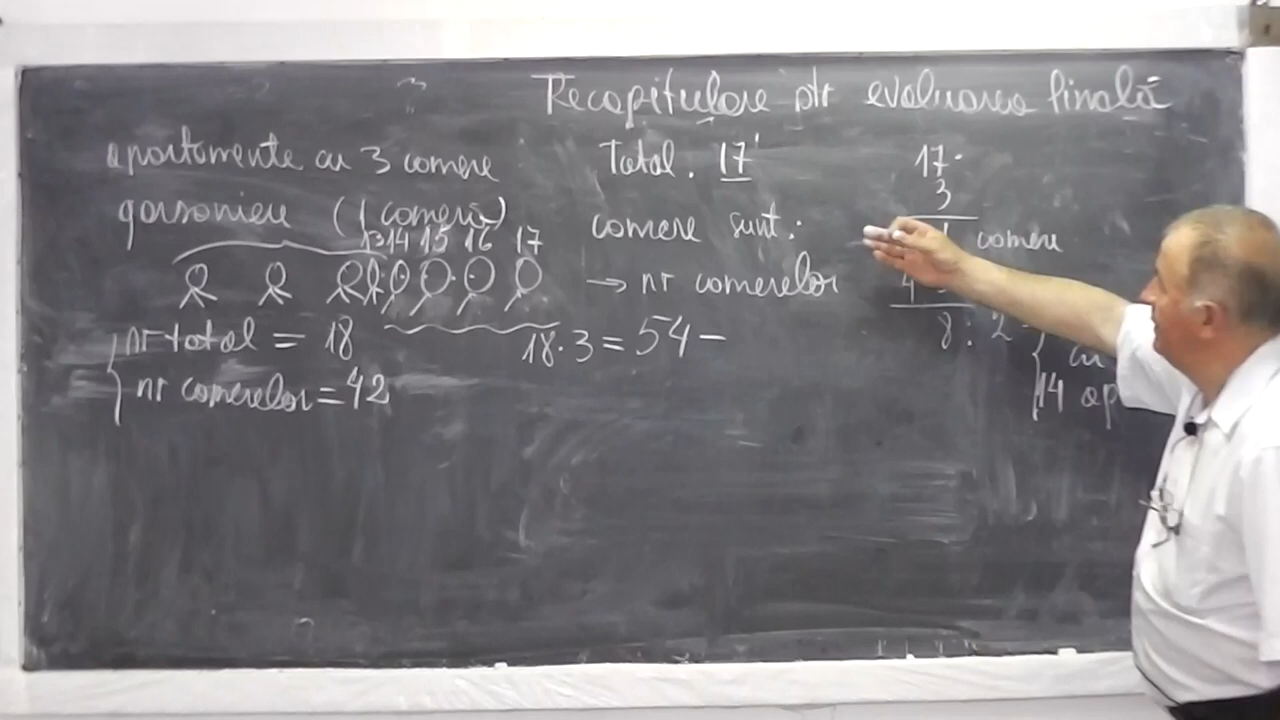 Recapitulare ptr evaluarea finală
apartamente cu 3 camere
garsoniere (1 cameră)
13 14 15 16 17
nr total = 18
nr camerelor = 42
Total. 17
camere sunt:
→ nr camerelor
18·3 = 54 -
17·
3
camere
4
8 : 2
cu
14 ap